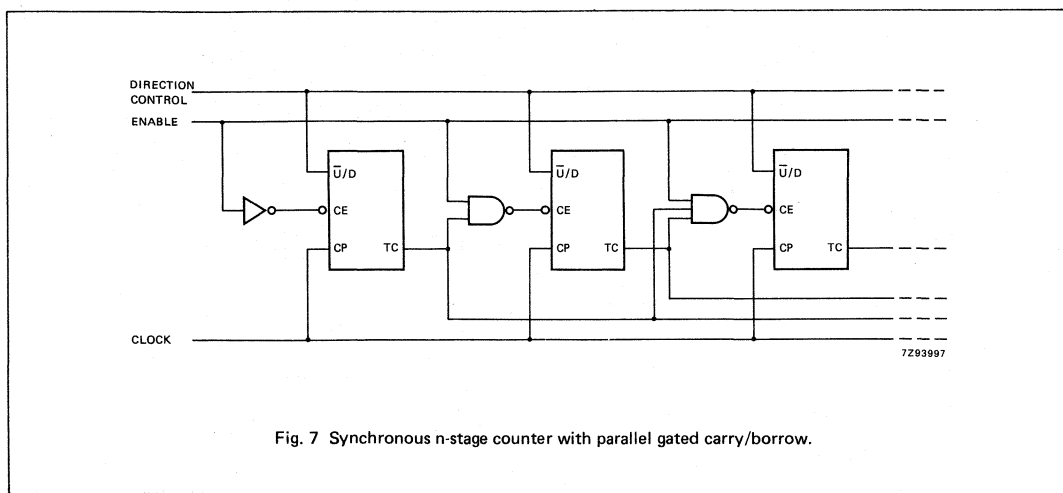 DIRECTION
CONTROL
ENABLE
U̅/D
CE
CP
TC
U̅/D
CE
CP
TC
U̅/D
CE
CP
TC
CLOCK
7Z93997
Fig. 7 Synchronous n-stage counter with parallel gated carry/borrow.